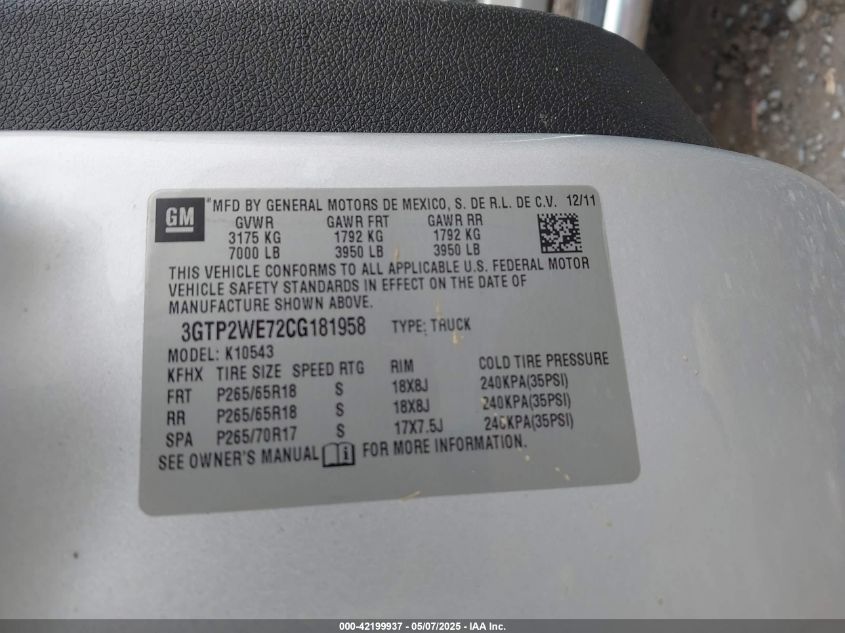 GM
*MFD BY GENERAL MOTORS DE MEXICO, S. DE R.L. DE C.V. 12/11
GVWR GAWR FRT GAWR RR
3175 KG 1792 KG 1792 KG
7000 LB 3950 LB 3950 LB
THIS VEHICLE CONFORMS TO ALL APPLICABLE U.S. FEDERAL MOTOR
VEHICLE SAFETY STANDARDS IN EFFECT ON THE DATE OF
MANUFACTURE SHOWN ABOVE.
3GTP2WE72CG181958 TYPE: TRUCK
MODEL: K10543
KFHX TIRE SIZE SPEED RTG RIM COLD TIRE PRESSURE
FRT P265/65R18 S 18X8J 240KPA(35PSI)
RR P265/65R18 S 18X8J 240KPA(35PSI)
SPA P265/70R17 S 17X7.5J 240KPA(35PSI)
SEE OWNER'S MANUAL FOR MORE INFORMATION.
000-42199937 - 05/07/2025 - IAA Inc.